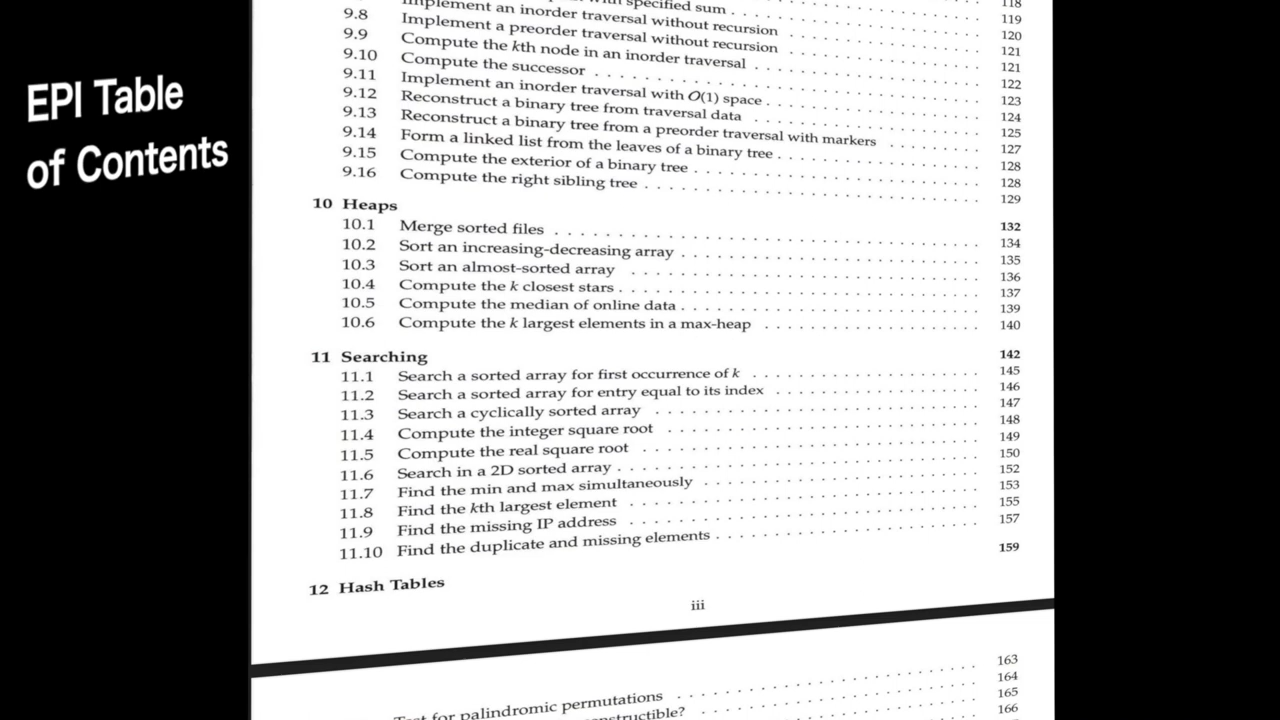 EPI Table
of Contents
118
with specified sum . . . . . . . . . . . . . . . 119
Implement an inorder traversal without recursion . . . . . . . . . . . . 120
9.8 Implement a preorder traversal without recursion . . . . . . . . . . . . 121
9.9 Compute the kth node in an inorder traversal . . . . . . . . . . . . . . 121
9.10 Compute the successor . . . . . . . . . . . . . . . . . . . . . . . . 122
9.11 Implement an inorder traversal with O(1) space . . . . . . . . . . . . . 123
9.12 Reconstruct a binary tree from traversal data . . . . . . . . . . . . . . 124
9.13 Reconstruct a binary tree from a preorder traversal with markers . . . . . . 125
9.14 Form a linked list from the leaves of a binary tree . . . . . . . . . . . . 127
9.15 Compute the exterior of a binary tree . . . . . . . . . . . . . . . . . . 128
9.16 Compute the right sibling tree . . . . . . . . . . . . . . . . . . . . . 128
129
10 Heaps 132
10.1 Merge sorted files . . . . . . . . . . . . . . . . . . . . . . . . . . 134
10.2 Sort an increasing-decreasing array . . . . . . . . . . . . . . . . . . . 135
10.3 Sort an almost-sorted array . . . . . . . . . . . . . . . . . . . . . . 136
10.4 Compute the k closest stars . . . . . . . . . . . . . . . . . . . . . . 137
10.5 Compute the median of online data . . . . . . . . . . . . . . . . . . . 139
10.6 Compute the k largest elements in a max-heap . . . . . . . . . . . . . . 140
11 Searching 142
11.1 Search a sorted array for first occurrence of k . . . . . . . . . . . . . . 145
11.2 Search a sorted array for entry equal to its index . . . . . . . . . . . . . 146
11.3 Search a cyclically sorted array . . . . . . . . . . . . . . . . . . . . . 147
11.4 Compute the integer square root . . . . . . . . . . . . . . . . . . . . 148
11.5 Compute the real square root . . . . . . . . . . . . . . . . . . . . . . 149
11.6 Search in a 2D sorted array . . . . . . . . . . . . . . . . . . . . . . . 150
11.7 Find the min and max simultaneously . . . . . . . . . . . . . . . . . . 152
11.8 Find the kth largest element . . . . . . . . . . . . . . . . . . . . . . 153
11.9 Find the missing IP address . . . . . . . . . . . . . . . . . . . . . . 155
11.10 Find the duplicate and missing elements . . . . . . . . . . . . . . . . . 157
12 Hash Tables 159
iii
Test for palindromic permutations . . . . . . . . . . . . . . . . . . 163
164
165
166